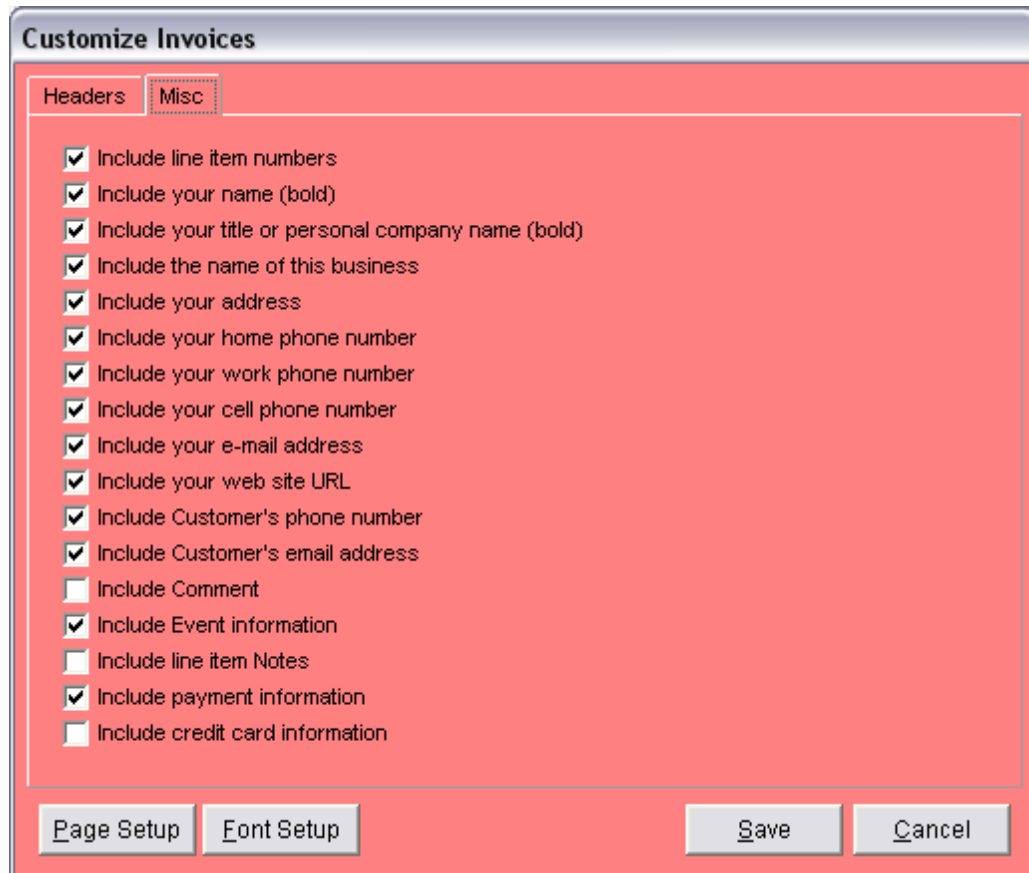 Customize Invoices
Headers Misc
Include line item numbers
Include your name (bold)
Include your title or personal company name (bold)
Include the name of this business
Include your address
Include your home phone number
Include your work phone number
Include your cell phone number
Include your e-mail address
Include your web site URL
Include Customer's phone number
Include Customer's email address
Include Comment
Include Event information
Include line item Notes
Include payment information
Include credit card information
Page Setup Font Setup Save Cancel